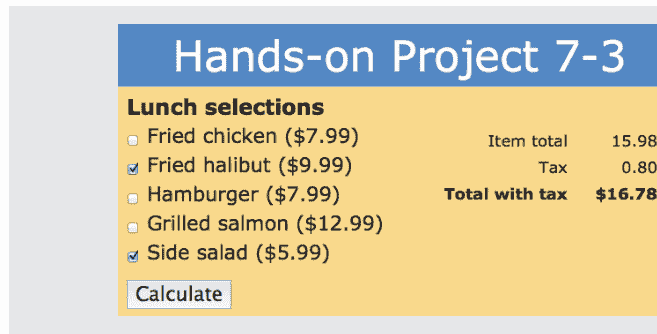 Hands-on Project 7-3
Lunch selections
Fried chicken ($7.99)
Fried halibut ($9.99)
Hamburger ($7.99)
Grilled salmon ($12.99)
Side salad ($5.99)
Calculate
Item total 15.98
Tax 0.80
Total with tax $16.78